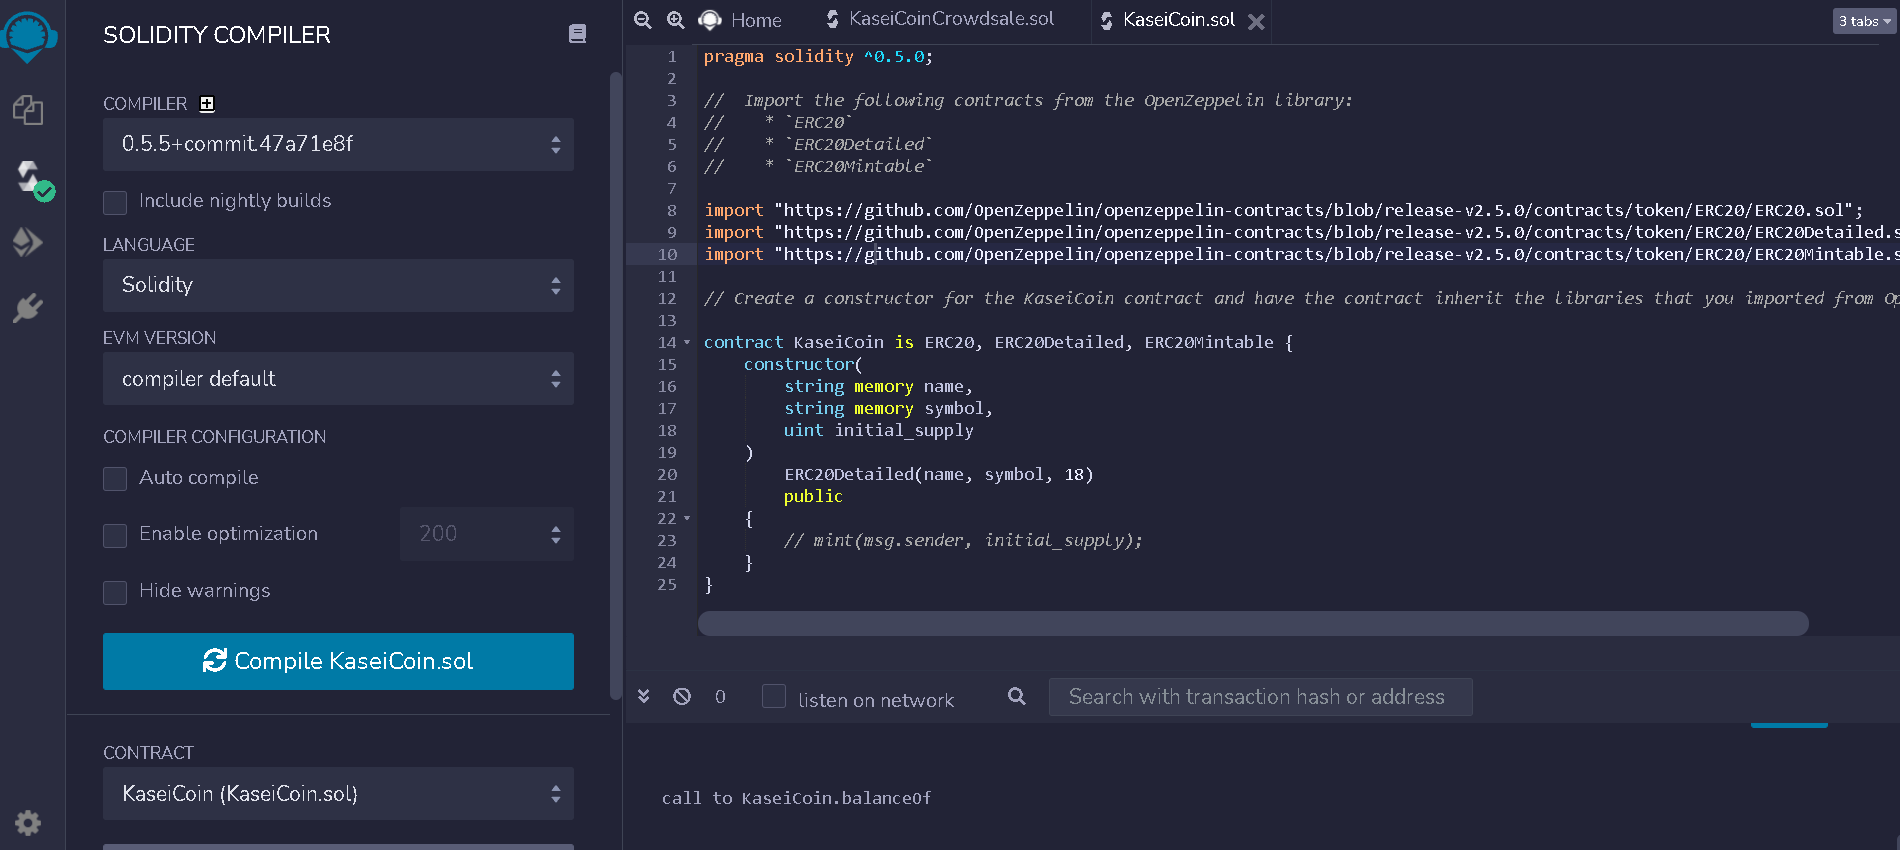 SOLIDITY COMPILER
COMPILER
0.5.5+commit.47a71e8f
Include nightly builds
LANGUAGE
Solidity
EVM VERSION
compiler default
COMPILER CONFIGURATION
Auto compile
Enable optimization
200
Hide warnings
Compile KaseiCoin.sol
CONTRACT
KaseiCoin (KaseiCoin.sol)
Home
KaseiCoinCrowdsale.sol
KaseiCoin.sol
3 tabs
1 pragma solidity ^0.5.0;
2
3 //  Import the following contracts from the OpenZeppelin library:
4 //    * `ERC20`
5 //    * `ERC20Detailed`
6 //    * `ERC20Mintable`
7
8 import "https://github.com/OpenZeppelin/openzeppelin-contracts/blob/release-v2.5.0/contracts/token/ERC20/ERC20.sol";
9 import "https://github.com/OpenZeppelin/openzeppelin-contracts/blob/release-v2.5.0/contracts/token/ERC20/ERC20Detailed.s
10 import "https://github.com/OpenZeppelin/openzeppelin-contracts/blob/release-v2.5.0/contracts/token/ERC20/ERC20Mintable.s
11
12 // Create a constructor for the KaseiCoin contract and have the contract inherit the libraries that you imported from Op
13
14 contract KaseiCoin is ERC20, ERC20Detailed, ERC20Mintable {
15     constructor(
16         string memory name,
17         string memory symbol,
18         uint initial_supply
19     )
20         ERC20Detailed(name, symbol, 18)
21         public
22     {
23         // mint(msg.sender, initial_supply);
24     }
25 }
0
listen on network
Search with transaction hash or address
call to KaseiCoin.balanceOf